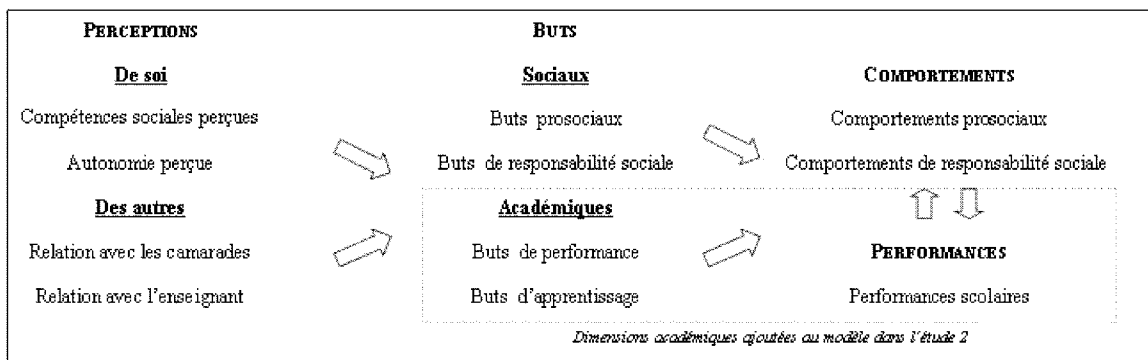 PERCEPTIONS BUTS
De soi Sociaux COMPORTEMENTS
Compétences sociales perçues Buts prosociaux Comportements prosociaux
Autonomie perçue Buts de responsabilité sociale Comportements de responsabilité sociale
Des autres Académiques
Relation avec les camarades Buts de performance PERFORMANCES
Relation avec l'enseignant Buts d'apprentissage Performances scolaires
Dimensions académiques ajoutées au modèle dans l'étude 2